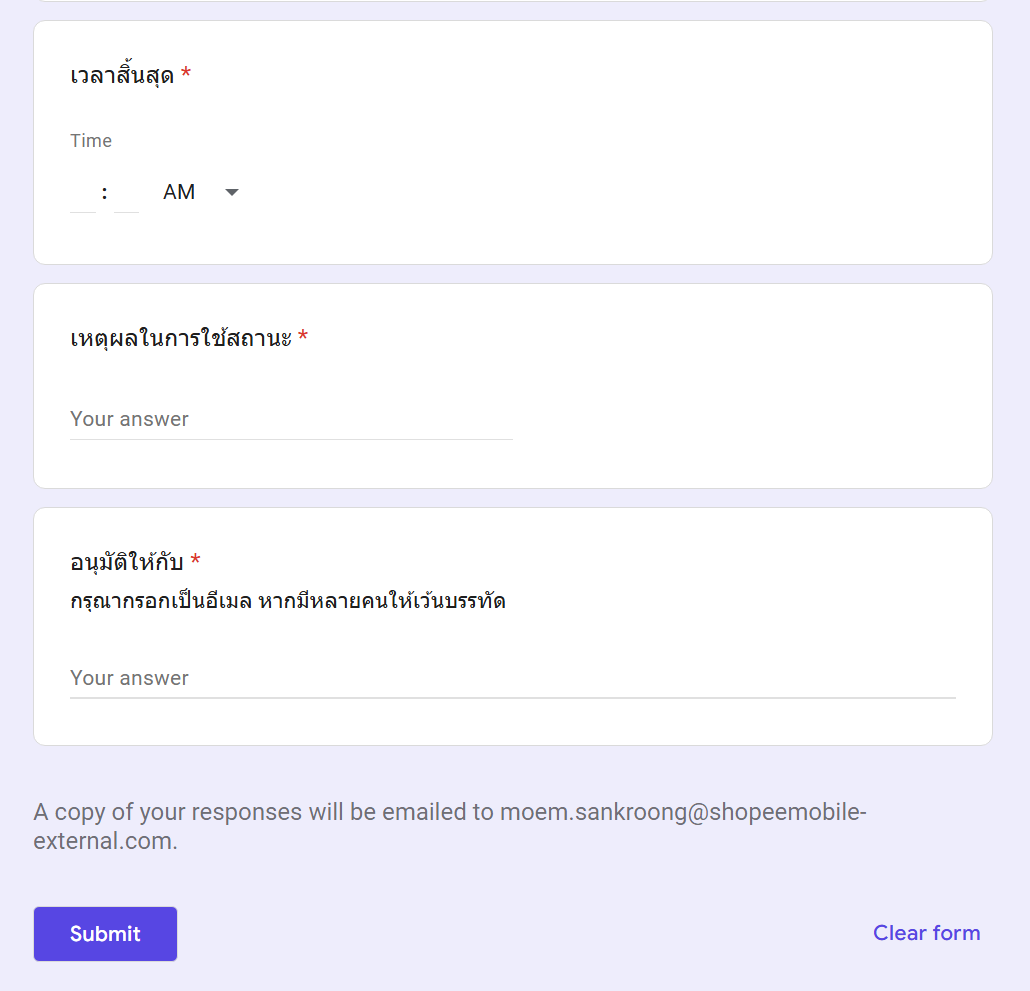 เวลาสิ้นสุด *
Time
: AM
เหตุผลในการใช้สถานะ *
Your answer
อนุมัติให้กับ *
กรุณากรอกเป็นอีเมล หากมีหลายคนให้เว้นบรรทัด
Your answer
A copy of your responses will be emailed to moem.sankroong@shopeemobile-
external.com.
Submit Clear form